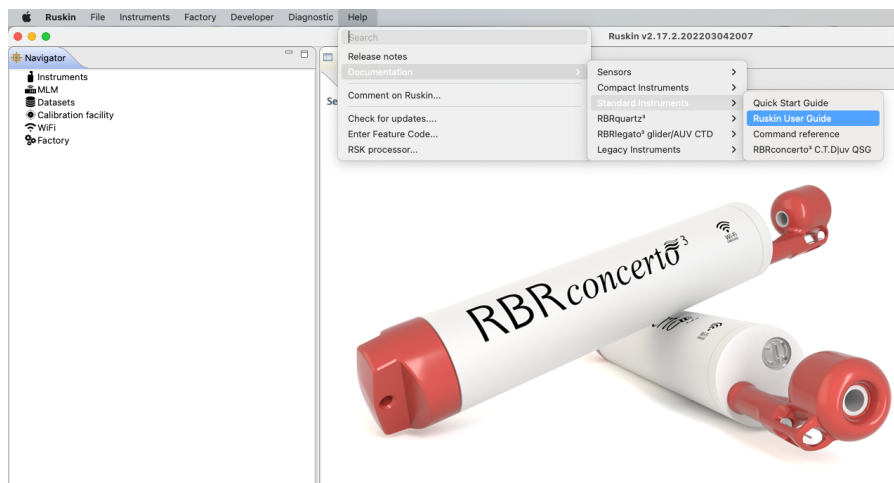 Ruskin File Instruments Factory Developer Diagnostic Help
Ruskin v2.17.2.202203042007
Navigator
Instruments
MLM
Datasets
Calibration facility
WiFi
Factory
Se
Search
Release notes
Documentation
Comment on Ruskin...
Check for updates....
Enter Feature Code...
RSK processor...
Sensors
Compact Instruments
Standard Instruments
RBRquartz³
RBRlegato³ glider/AUV CTD
Legacy Instruments
Quick Start Guide
Ruskin User Guide
Command reference
RBRconcerto³ C.T.D|uv QSG
RBRconcerto³
Wi-Fi